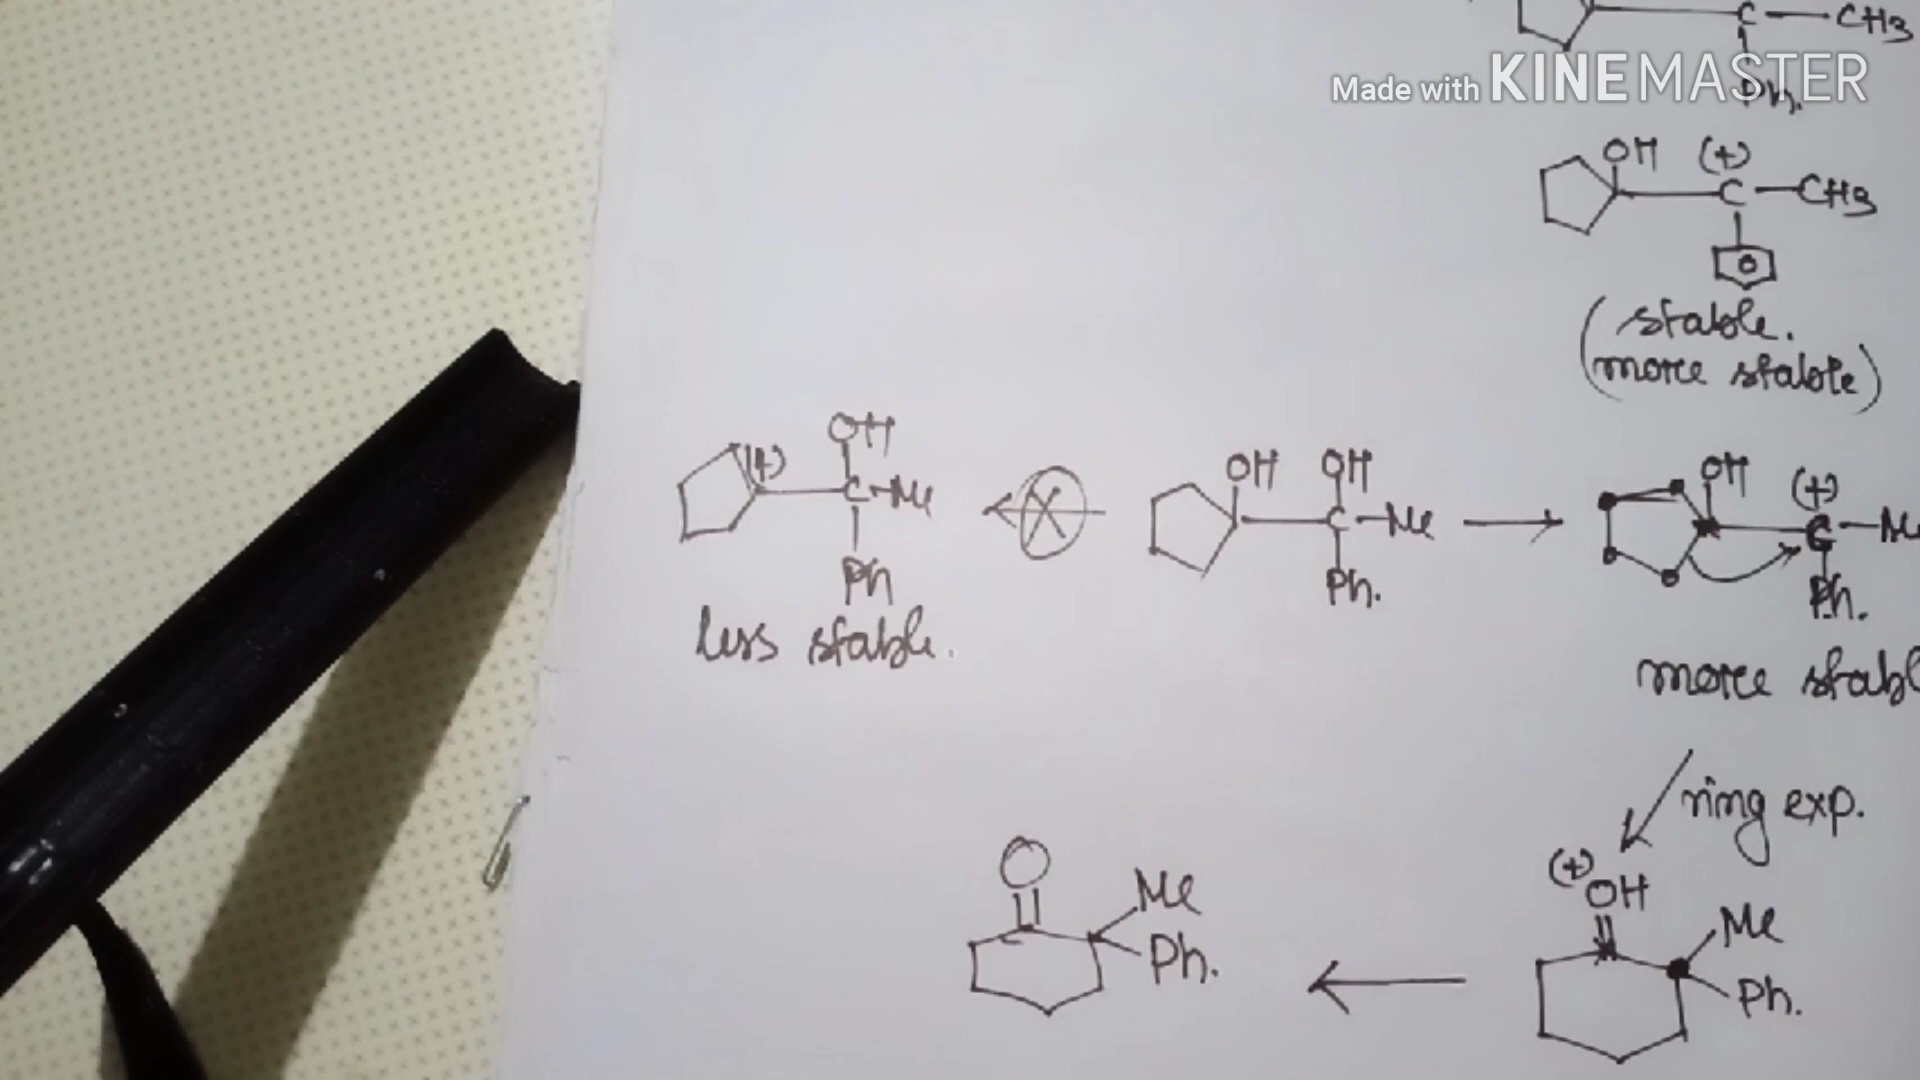 C—CH3
Made with KINEMASTER
Ph.
OH (+)
C—CH3
(stable.
(more stable)
OH
(+) C—Me
Ph
less stable.
OH OH
C—Me
Ph.
OH (+)
C—Me
Ph.
more stabl
ring exp.
(+)
OH
Me
Ph.
O
Me
Ph.